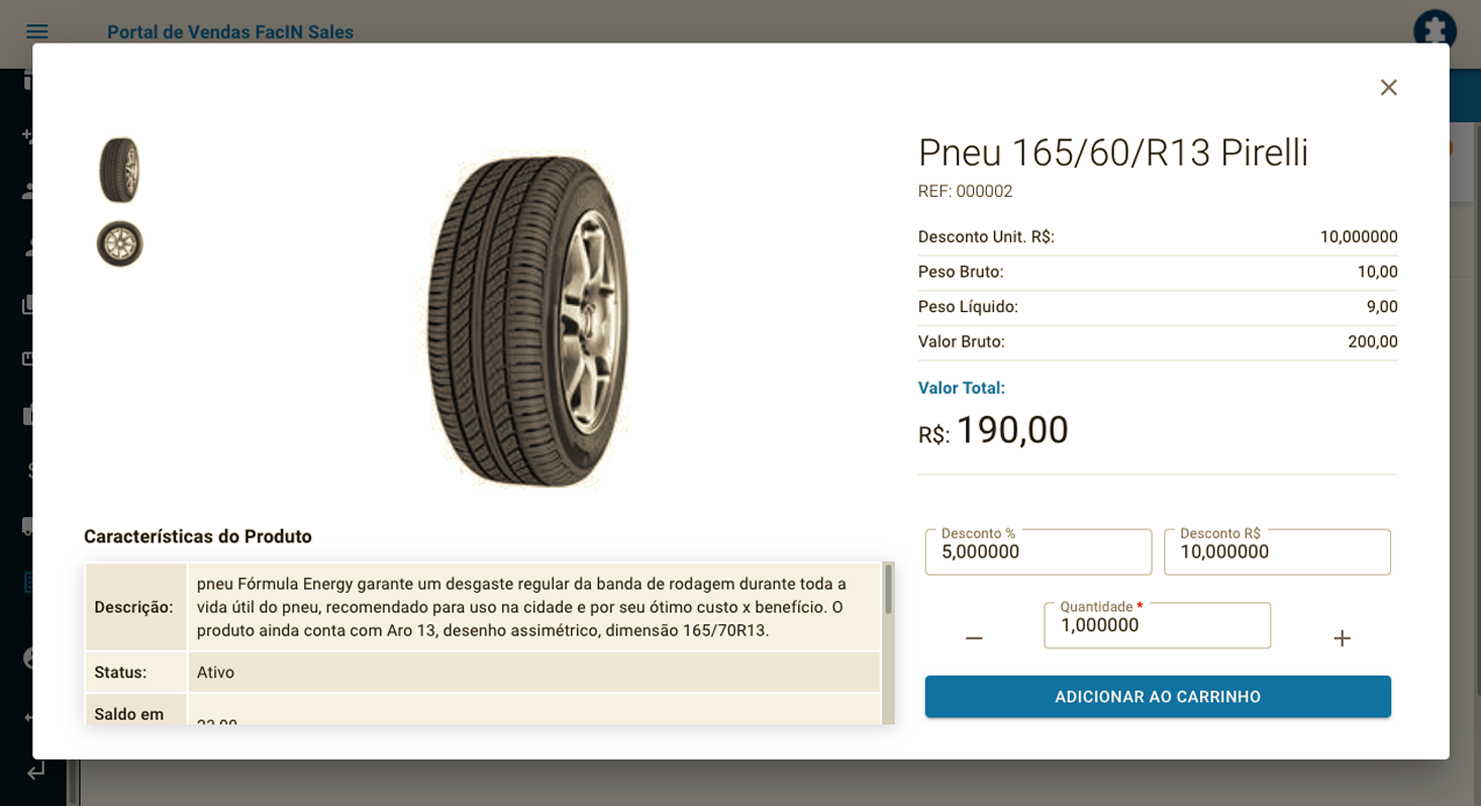 Portal de Vendas FacIN Sales
Pneu 165/60/R13 Pirelli
REF: 000002
Desconto Unit. R$: 10,000000
Peso Bruto: 10,00
Peso Líquido: 9,00
Valor Bruto: 200,00
Valor Total:
R$: 190,00
Desconto %
5,000000
Desconto R$
10,000000
Quantidade *
1,000000
ADICIONAR AO CARRINHO
Características do Produto
Descrição:
pneu Fórmula Energy garante um desgaste regular da banda de rodagem durante toda a
vida útil do pneu, recomendado para uso na cidade e por seu ótimo custo x benefício. O
produto ainda conta com Aro 13, desenho assimétrico, dimensão 165/70R13.
Status: Ativo
Saldo em